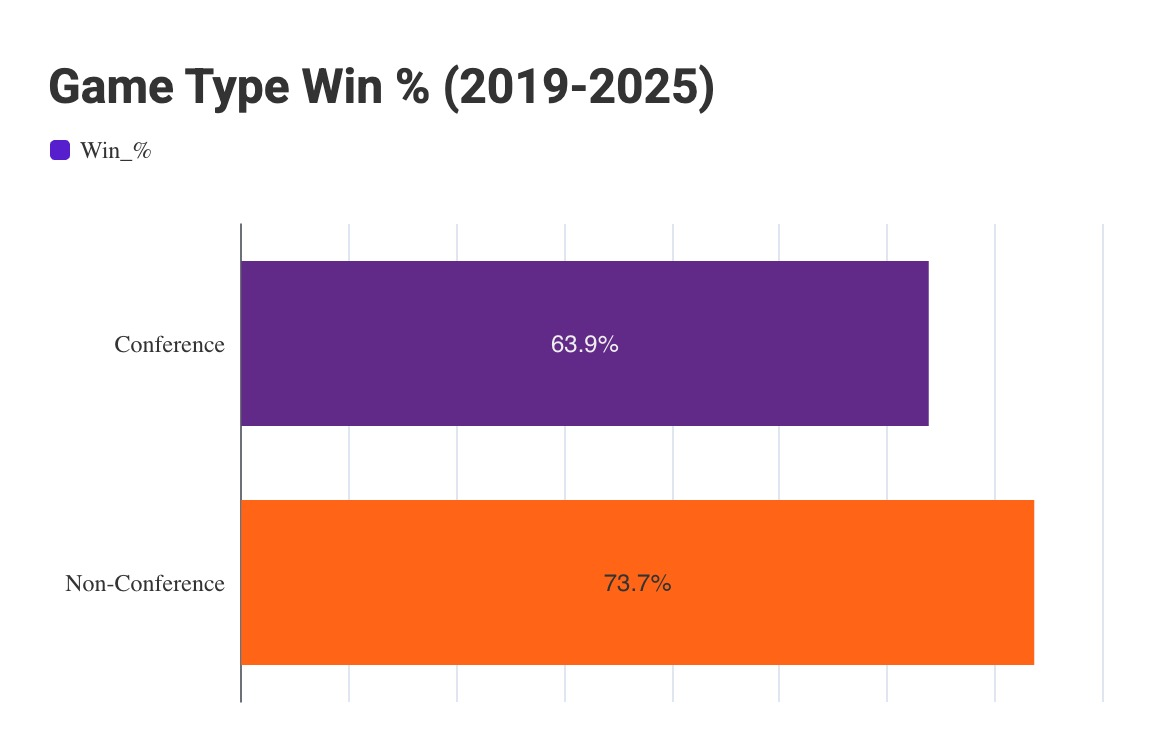 Game Type Win % (2019-2025)
Win_%
Conference
63.9%
Non-Conference
73.7%